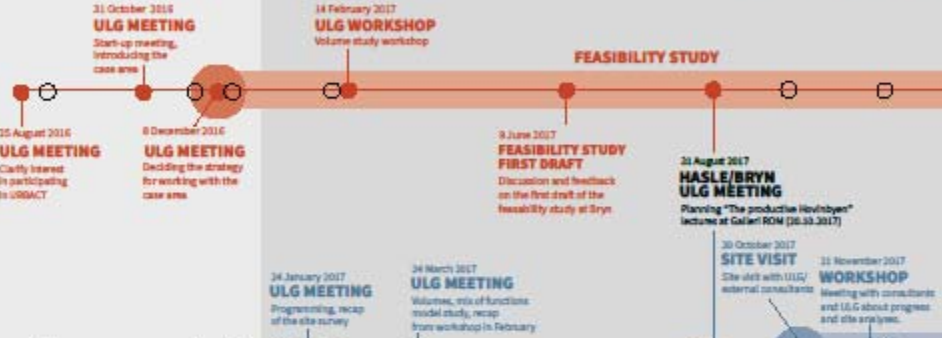 31 October 2016
ULG MEETING
Start-up meeting,
introducing the
case area
14 February 2017
ULG WORKSHOP
Volume study workshop
FEASIBILITY STUDY
25 August 2016
ULG MEETING
Clarify interest
in participating
in URBACT
8 December 2016
ULG MEETING
Deciding the strategy
for working with the
case area
9 June 2017
FEASIBILITY STUDY
FIRST DRAFT
Discussion and feedback
on the first draft of the
feasability study at Bryn
31 August 2017
HASLE/BRYN
ULG MEETING
Planning "The productive Hovinbyen"
lectures at Galleri ROM (20.10.2017)
24 January 2017
ULG MEETING
Programming, recap
of the site survey
24 March 2017
ULG MEETING
Volumes, mix of functions
model study, recap
from workshop in February
20 October 2017
SITE VISIT
Site visit with ULG/
external consultants
21 November 2017
WORKSHOP
Meeting with consultants
and ULG about progress
and site analyses.